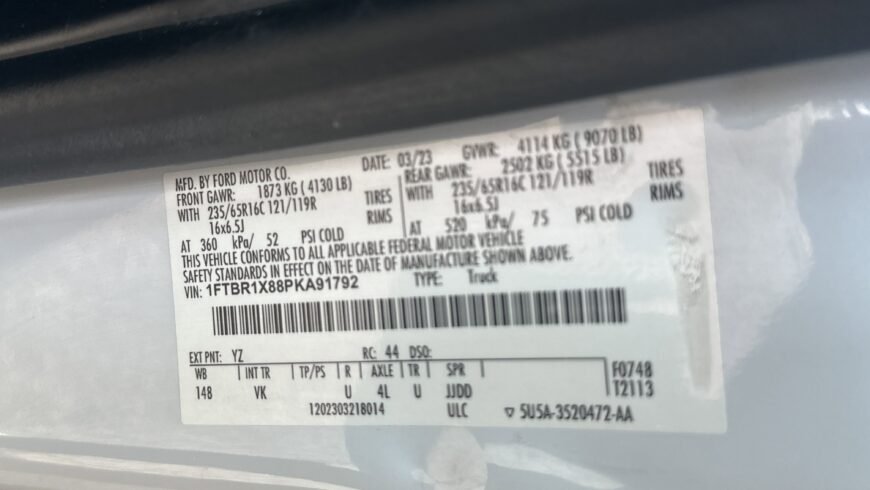 MFD. BY FORD MOTOR CO. DATE: 03/23 GVWR: 4114 KG ( 9070 LB)
FRONT GAWR: 1873 KG ( 4130 LB) REAR GAWR: 2502 KG ( 5515 LB)
WITH 235/65R16C 121/119R TIRES WITH 235/65R16C 121/119R TIRES
16x6.5J RIMS 16x6.5J RIMS
AT 360 kPa/ 52 PSI COLD AT 520 kPa/ 75 PSI COLD
THIS VEHICLE CONFORMS TO ALL APPLICABLE FEDERAL MOTOR VEHICLE
SAFETY STANDARDS IN EFFECT ON THE DATE OF MANUFACTURE SHOWN ABOVE.
VIN: 1FTBR1X88PKA91792 TYPE: Truck
EXT PNT: YZ RC: 44 DSO:
WB INT TR TP/PS R AXLE TR SPR F0748
148 VK U 4L U JJDD T2113
1202303218014 ULC ▽ 5U5A-3520472-AA